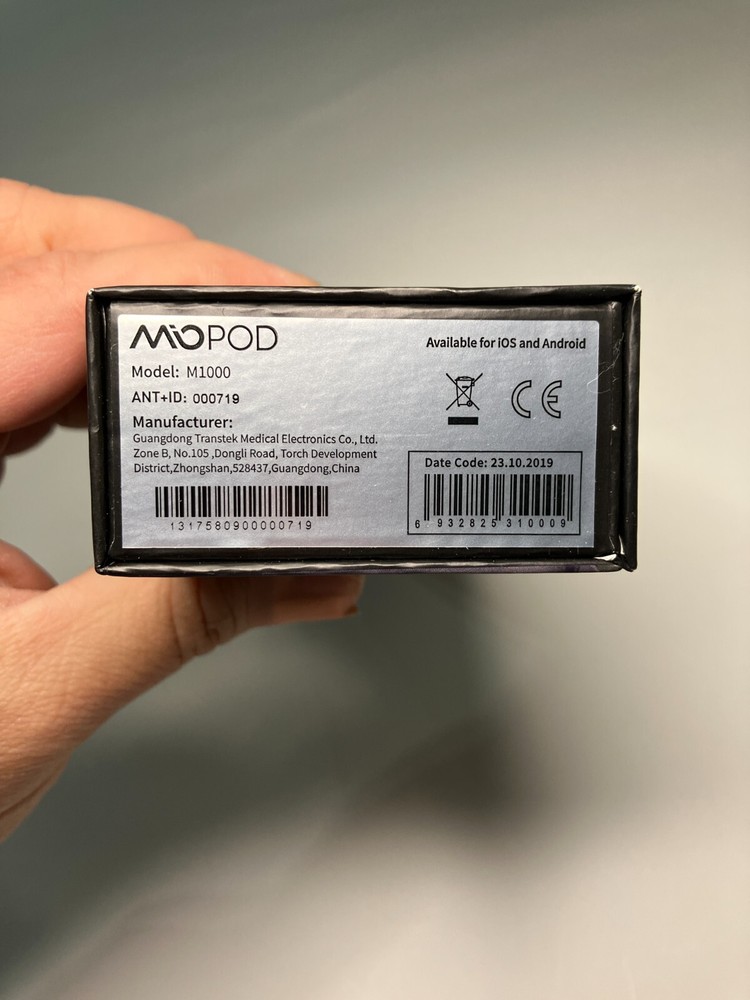 MiOPOD
Available for iOS and Android
Model: M1000
ANT+ID: 000719
CE
Manufacturer:
Guangdong Transtek Medical Electronics Co., Ltd.
Zone B, No.105 ,Dongli Road, Torch Development
District,Zhongshan,528437,Guangdong,China
1317580900000719
Date Code: 23.10.2019
6 932825 310009